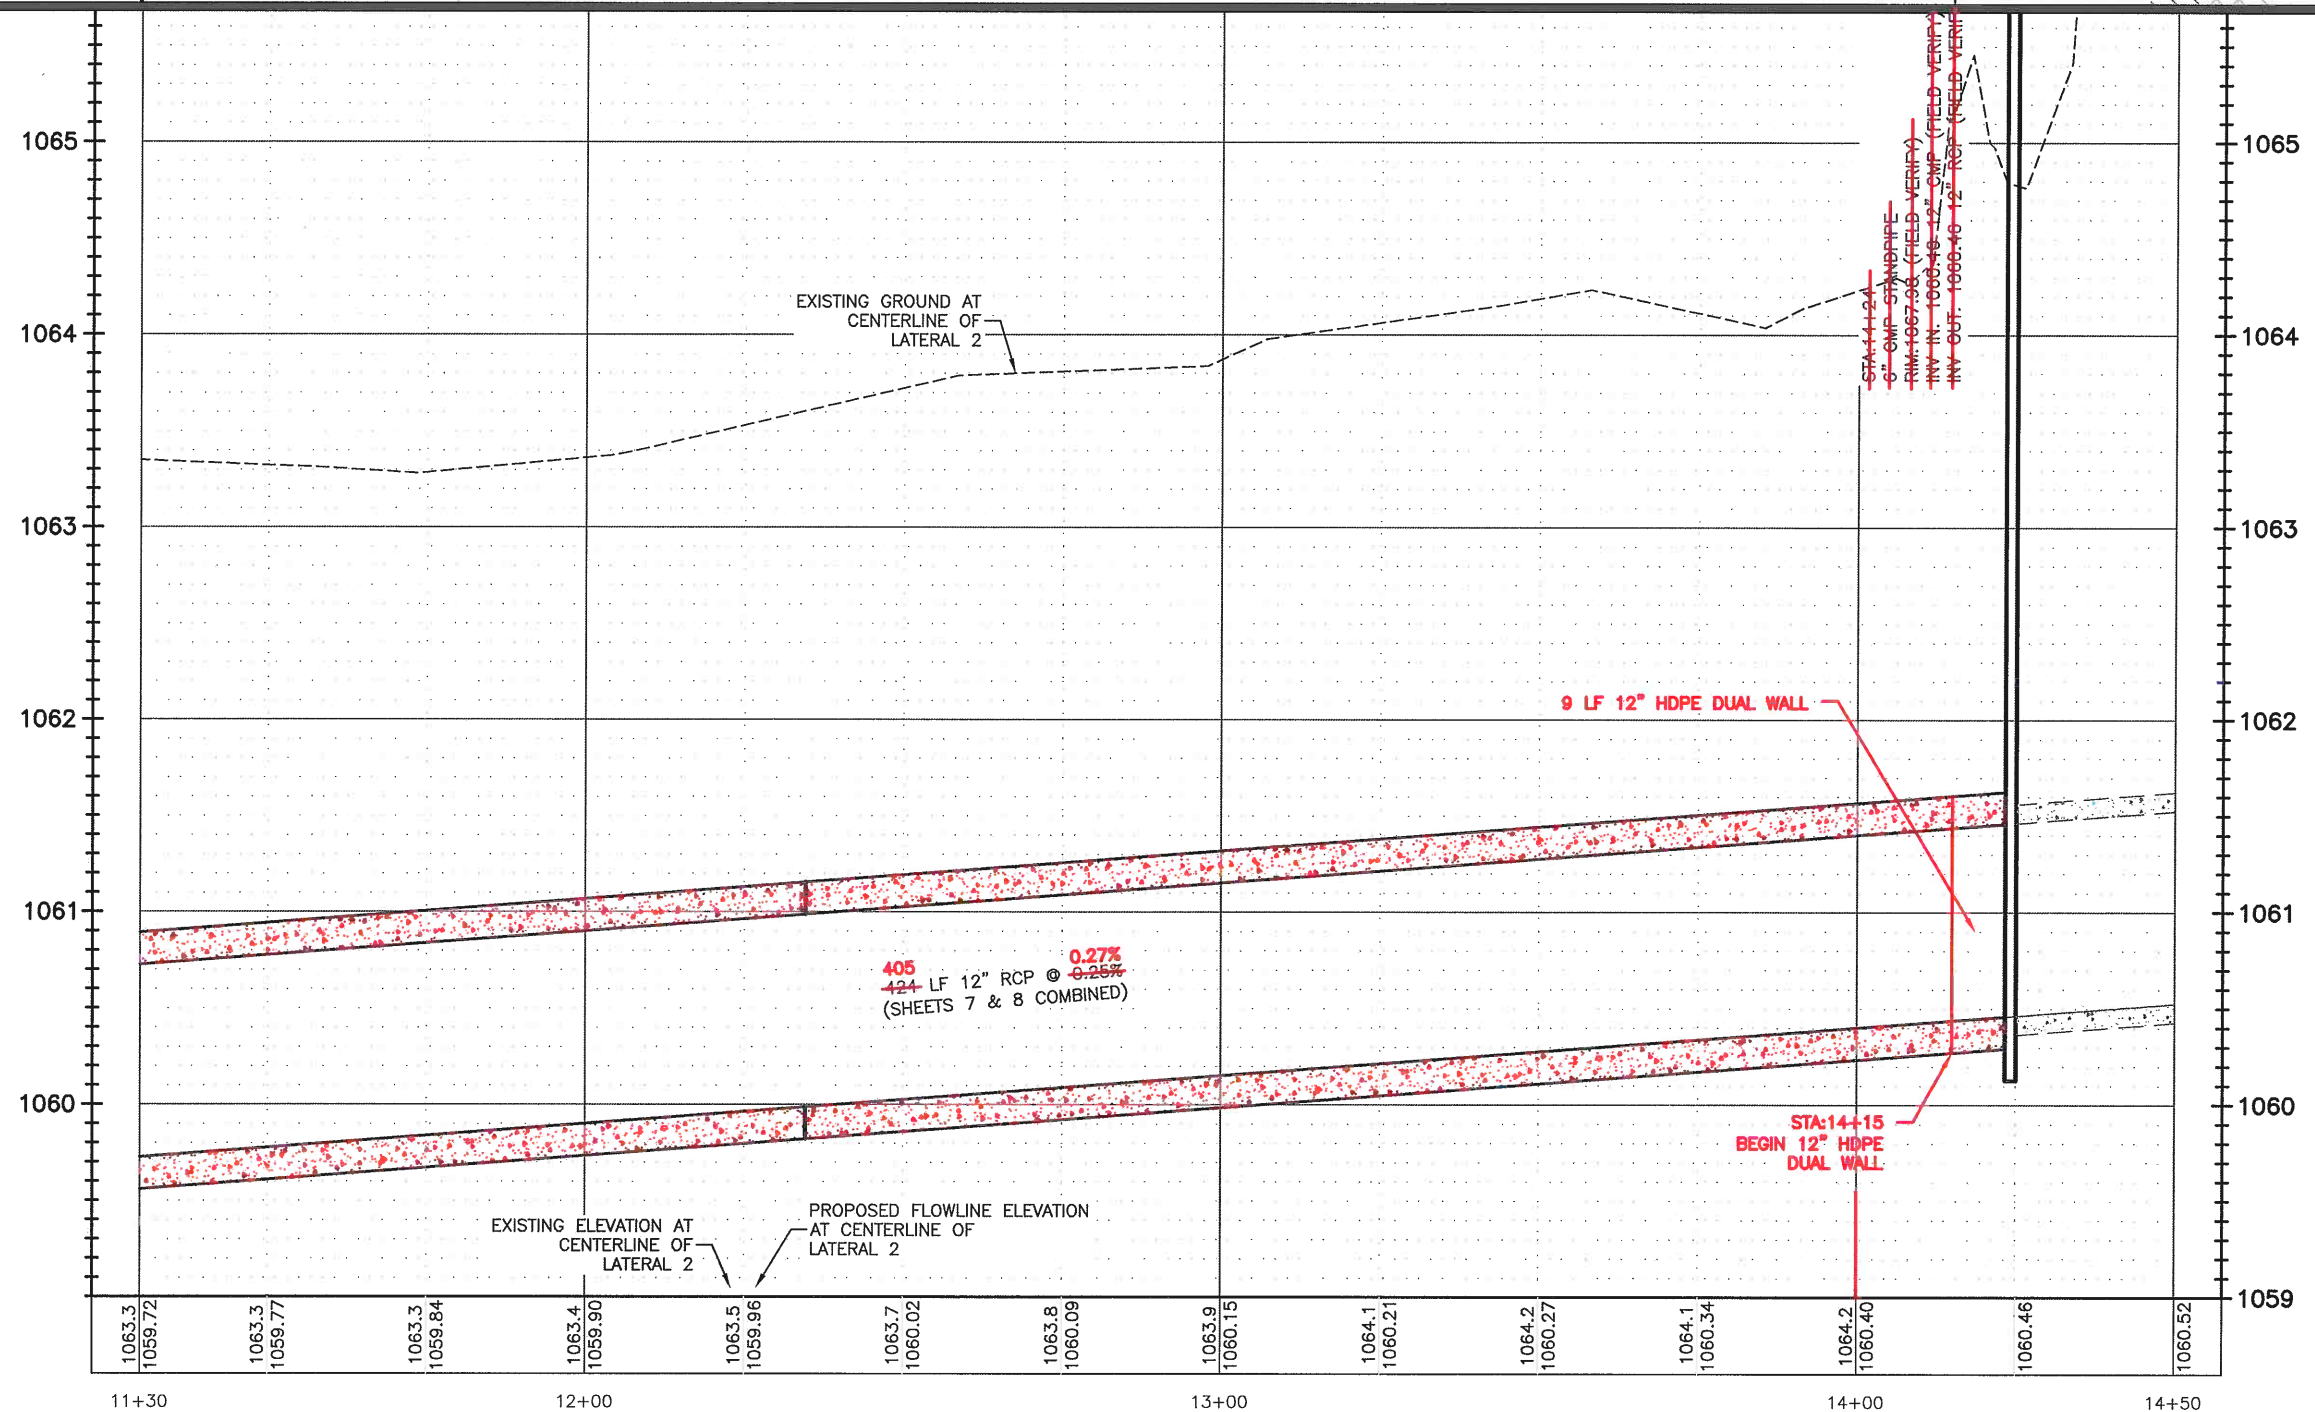 1065
1064
1063
1062
1061
1060
1065
1064
1063
1062
1061
1060
1059
EXISTING GROUND AT
CENTERLINE OF
LATERAL 2
STA:14+24
6" CMP STANDPIPE
RIM:1067.98 (FIELD VERIFY)
INV IN: 1060.46 12" CMP (FIELD VERIFY)
INV OUT: 1060.46 12" RCP (FIELD VERIF
9 LF 12" HDPE DUAL WALL
405
0.27%
424 LF 12" RCP @ 0.25%
(SHEETS 7 & 8 COMBINED)
STA:14+15
BEGIN 12" HDPE
DUAL WALL
EXISTING ELEVATION AT
CENTERLINE OF
LATERAL 2
PROPOSED FLOWLINE ELEVATION
AT CENTERLINE OF
LATERAL 2
1063.3
1059.72
1063.3
1059.77
1063.3
1059.84
1063.4
1059.90
1063.5
1059.96
1063.7
1060.02
1063.8
1060.09
1063.9
1060.15
1064.1
1060.21
1064.2
1060.27
1064.1
1060.34
1064.2
1060.40
1060.46
1060.52
11+30
12+00
13+00
14+00
14+50